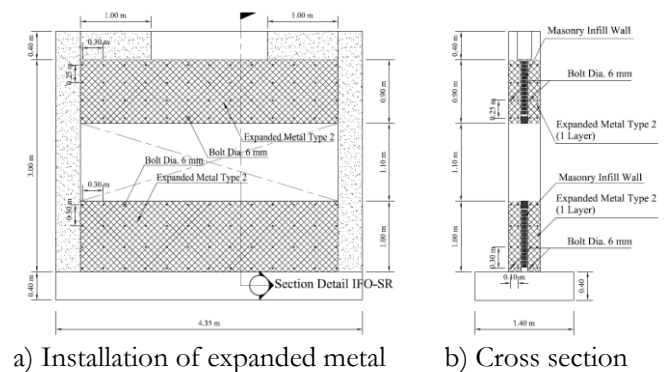 1.00 m
1.00 m
0.40 m
0.30 m
0.25 m
0.90 m
Expanded Metal Type 2
Bolt Dia. 6 mm
Bolt Dia. 6 mm
3.00 m
1.10 m
0.30 m
Expanded Metal Type 2
0.30 m
1.00 m
Section Detail IFO-SR
0.40 m
4.35 m
a) Installation of expanded metal
0.40 m
Masonry Infill Wall
Bolt Dia. 6 mm
0.90 m
0.25 m
Expanded Metal Type 2
(1 Layer)
1.10 m
Masonry Infill Wall
Expanded Metal Type 2
(1 Layer)
1.00 m
0.30 m
Bolt Dia. 6 mm
0.10 m
0.40
1.40 m
b) Cross section